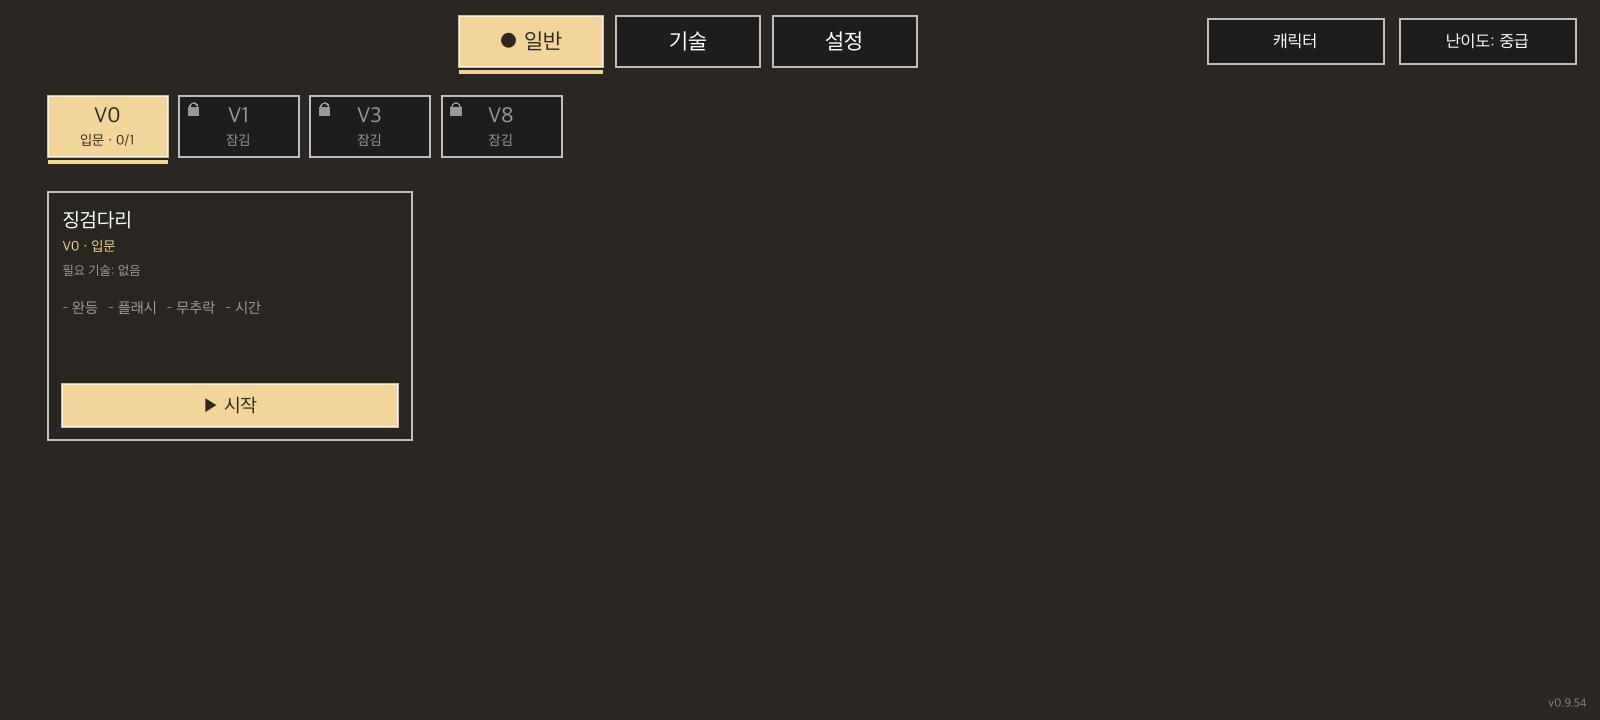 ● 일반
기술
설정
캐릭터
난이도: 중급
V0
입문 · 0/1
V1
잠김
V3
잠김
V8
잠김
징검다리
V0 · 입문
필요 기술: 없음
- 완등 - 플래시 - 무추락 - 시간
▶ 시작
v0.9.54